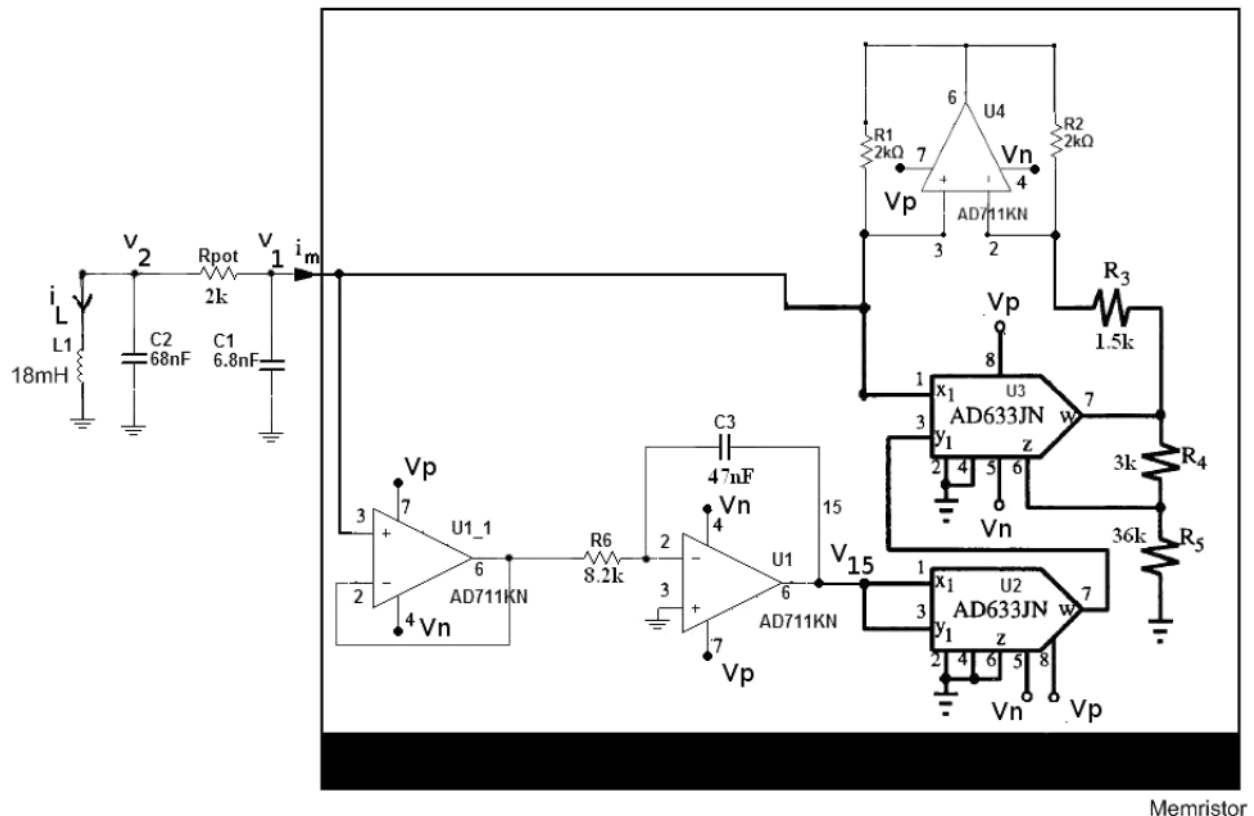 6
U4
R1
2kΩ
R2
2kΩ
7
Vn
+
-
4
Vp
AD711KN
3
2
v2
Rpot
2k
v1
im
iL
L1
18mH
C2
68nF
C1
6.8nF
R3
1.5k
Vp
8
1
x1
U3
AD633JN
7
w
3
y1
z
2
4
5
6
Vn
3k
R4
36k
R5
Vp
7
3
+
U1_1
6
-
2
AD711KN
4
Vn
R6
8.2k
C3
47nF
15
Vn
4
2
-
U1
3
+
6
AD711KN
7
Vp
V15
1
x1
U2
AD633JN
7
w
3
y1
z
2
4
6
5
8
Vn
Vp
Memristor